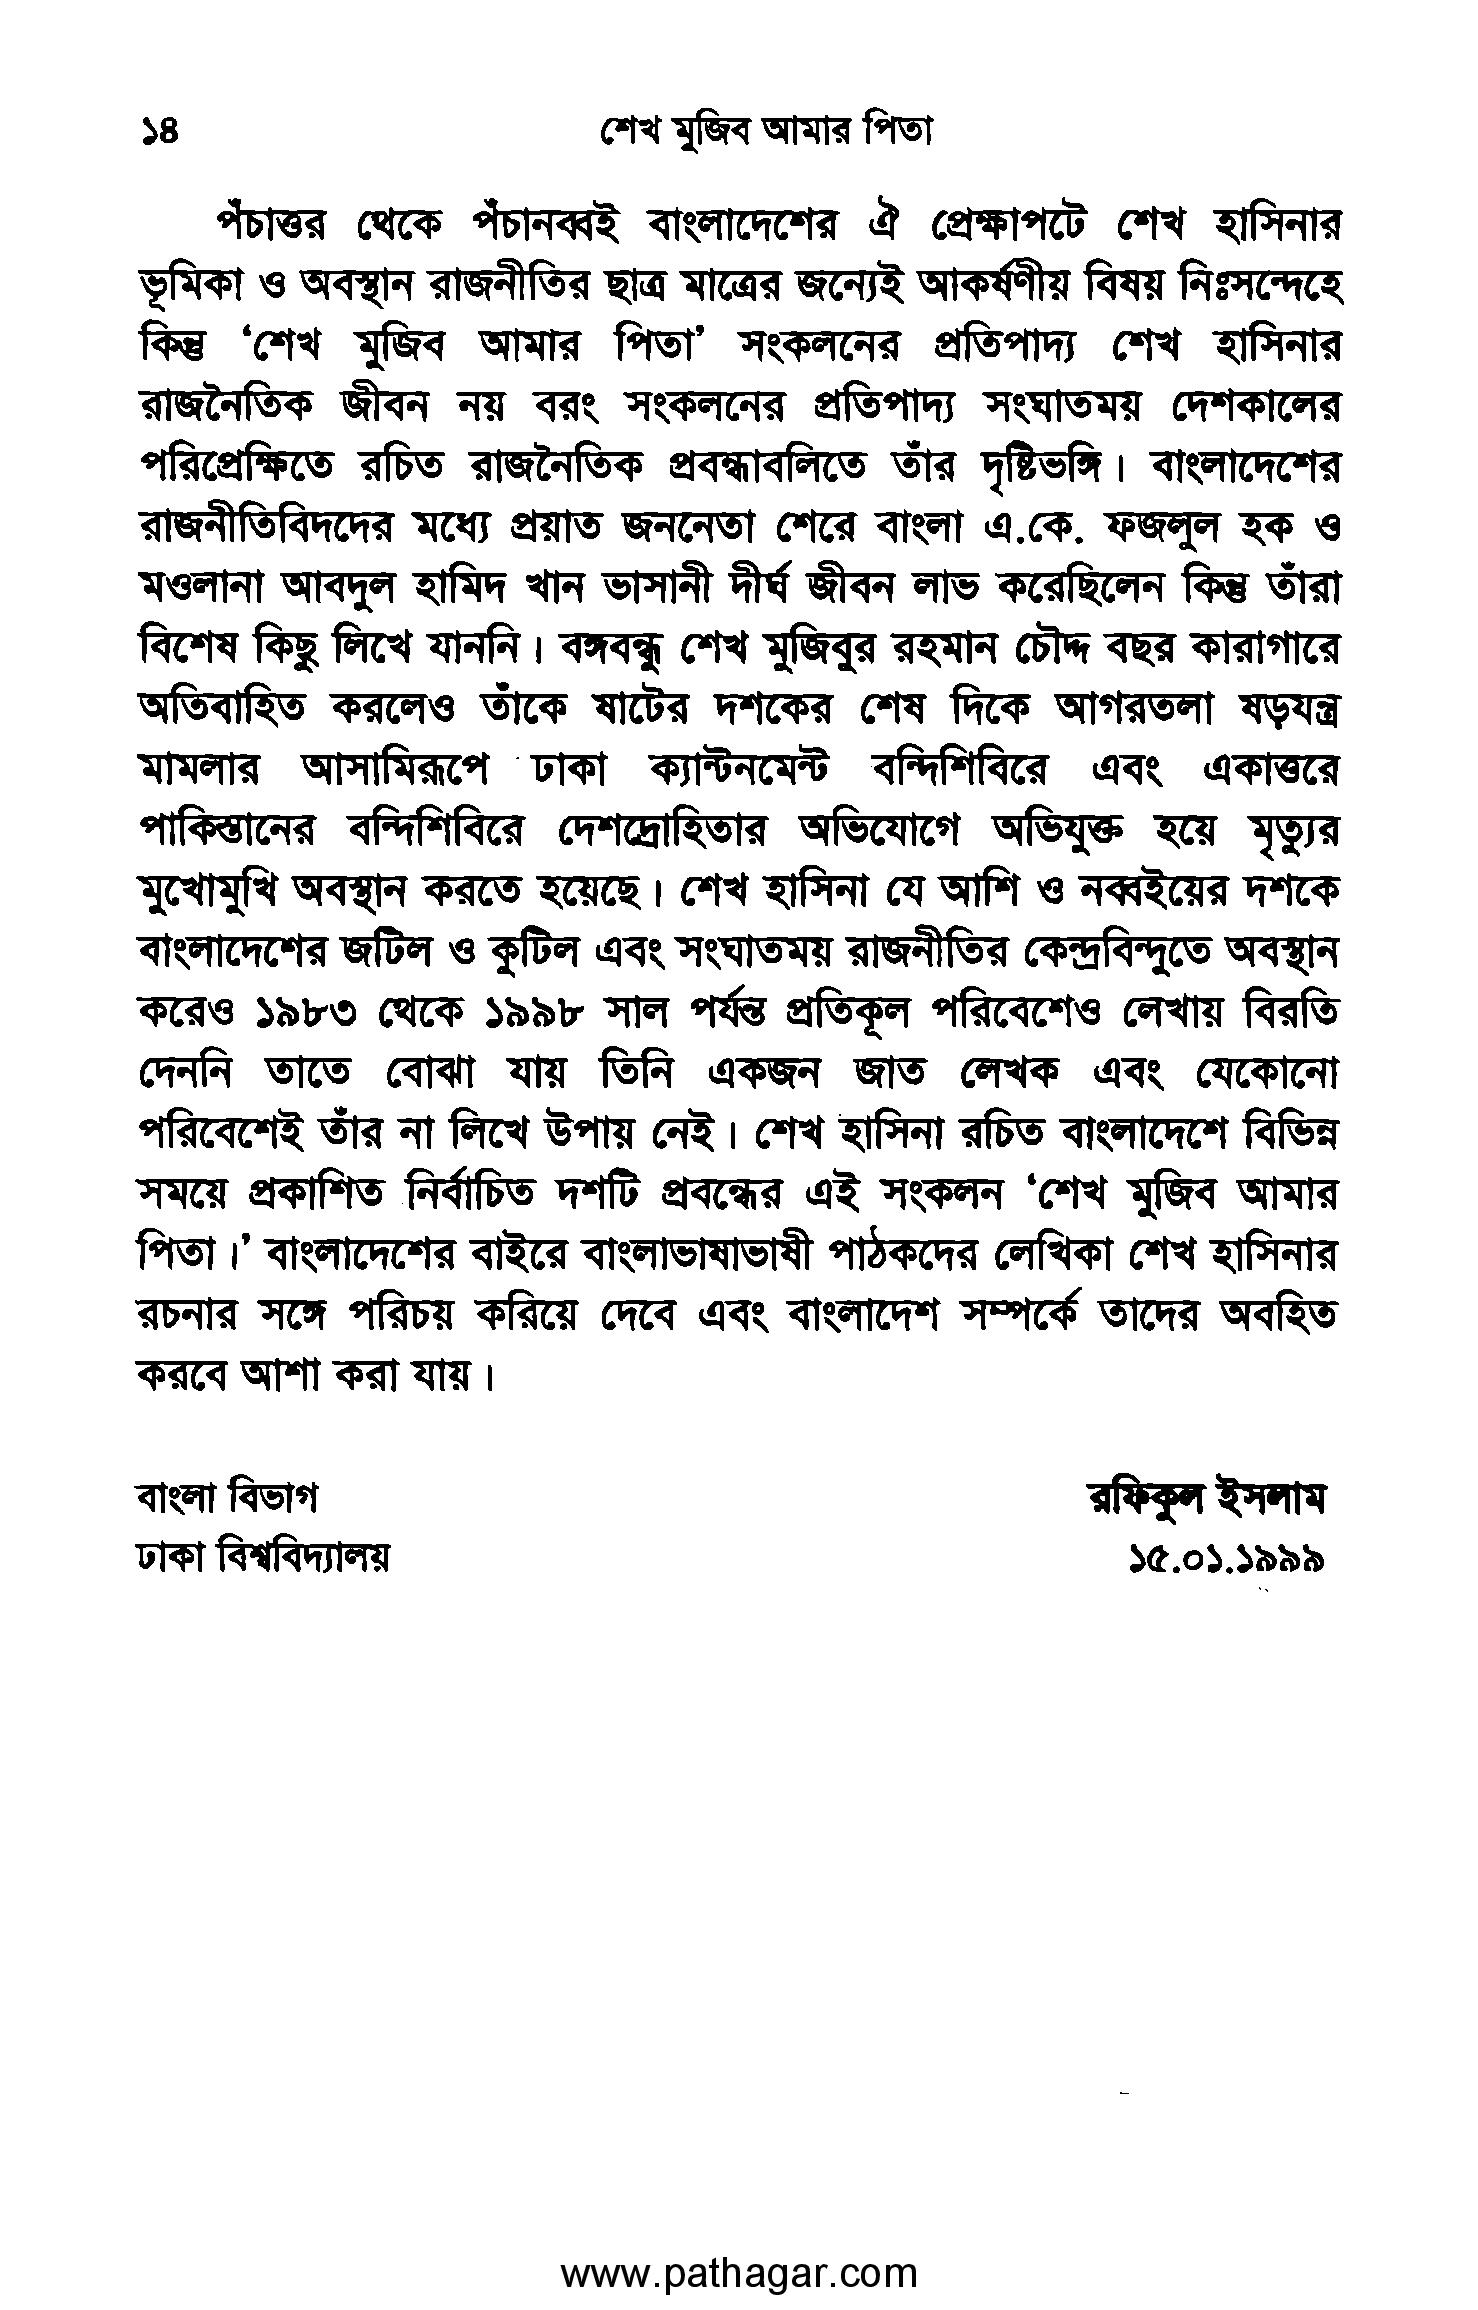 ১৪ শেখ মুজিব আমার পিতা
পঁচাত্তর থেকে পঁচানব্বই বাংলাদেশের ঐ প্রেক্ষাপটে শেখ হাসিনার
ভূমিকা ও অবস্থান রাজনীতির ছাত্র মাত্রের জন্যেই আকর্ষণীয় বিষয় নিঃসন্দেহে
কিন্তু ‘শেখ মুজিব আমার পিতা’ সংকলনের প্রতিপাদ্য শেখ হাসিনার
রাজনৈতিক জীবন নয় বরং সংকলনের প্রতিপাদ্য সংঘাতময় দেশকালের
পরিপ্রেক্ষিতে রচিত রাজনৈতিক প্রবন্ধাবলিতে তাঁর দৃষ্টিভঙ্গি। বাংলাদেশের
রাজনীতিবিদদের মধ্যে প্রয়াত জননেতা শেরে বাংলা এ.কে. ফজলুল হক ও
মওলানা আবদুল হামিদ খান ভাসানী দীর্ঘ জীবন লাভ করেছিলেন কিন্তু তাঁরা
বিশেষ কিছু লিখে যাননি। বঙ্গবন্ধু শেখ মুজিবুর রহমান চৌদ্দ বছর কারাগারে
অতিবাহিত করলেও তাঁকে ষাটের দশকের শেষ দিকে আগরতলা ষড়যন্ত্র
মামলার আসামিরূপে ঢাকা ক্যান্টনমেন্ট বন্দিশিবিরে এবং একাত্তরে
পাকিস্তানের বন্দিশিবিরে দেশদ্রোহিতার অভিযোগে অভিযুক্ত হয়ে মৃত্যুর
মুখোমুখি অবস্থান করতে হয়েছে। শেখ হাসিনা যে আশি ও নব্বইয়ের দশকে
বাংলাদেশের জটিল ও কুটিল এবং সংঘাতময় রাজনীতির কেন্দ্রবিন্দুতে অবস্থান
করেও ১৯৮৩ থেকে ১৯৯৮ সাল পর্যন্ত প্রতিকূল পরিবেশেও লেখায় বিরতি
দেননি তাতে বোঝা যায় তিনি একজন জাত লেখক এবং যেকোনো
পরিবেশেই তাঁর না লিখে উপায় নেই। শেখ হাসিনা রচিত বাংলাদেশে বিভিন্ন
সময়ে প্রকাশিত নির্বাচিত দশটি প্রবন্ধের এই সংকলন ‘শেখ মুজিব আমার
পিতা।’ বাংলাদেশের বাইরে বাংলাভাষাভাষী পাঠকদের লেখিকা শেখ হাসিনার
রচনার সঙ্গে পরিচয় করিয়ে দেবে এবং বাংলাদেশ সম্পর্কে তাদের অবহিত
করবে আশা করা যায়।
বাংলা বিভাগ রফিকুল ইসলাম
ঢাকা বিশ্ববিদ্যালয় ১৫.০১.১৯৯৯
www.pathagar.com